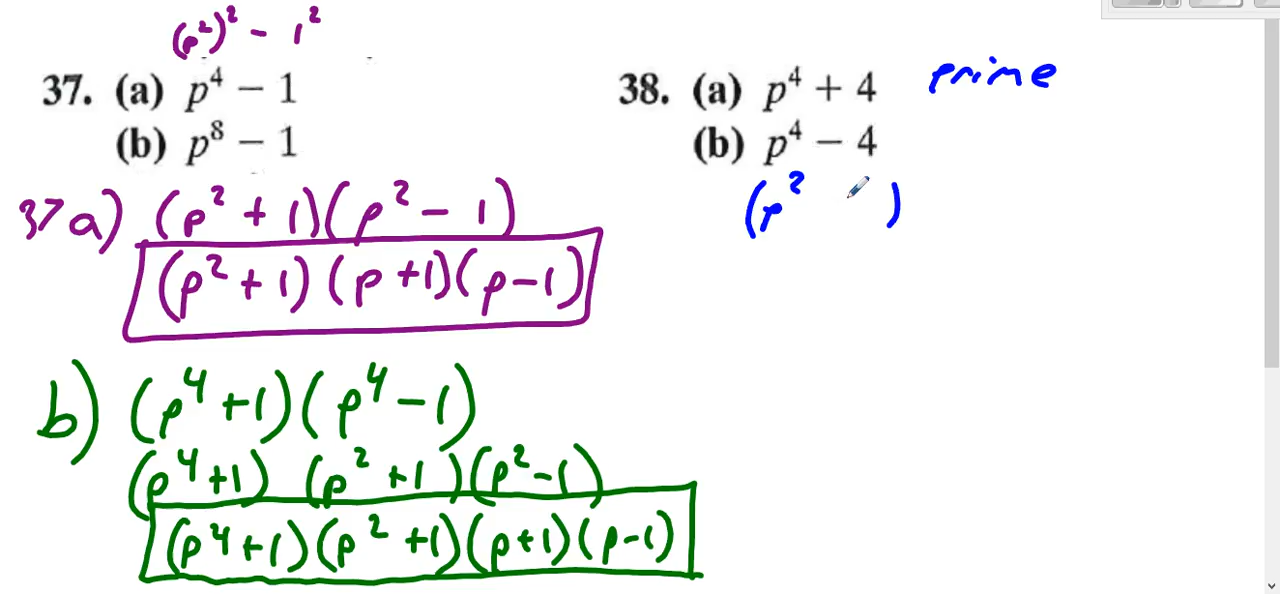 (p²)² - 1²
37. (a) p⁴ − 1
(b) p⁸ − 1
38. (a) p⁴ + 4 prime
(b) p⁴ − 4
(p² )
37a) (p² + 1)(p² - 1)
(p² + 1)(p + 1)(p - 1)
b) (p⁴ + 1)(p⁴ - 1)
(p⁴ + 1) (p² + 1)(p² - 1)
(p⁴ + 1)(p² + 1)(p + 1)(p - 1)